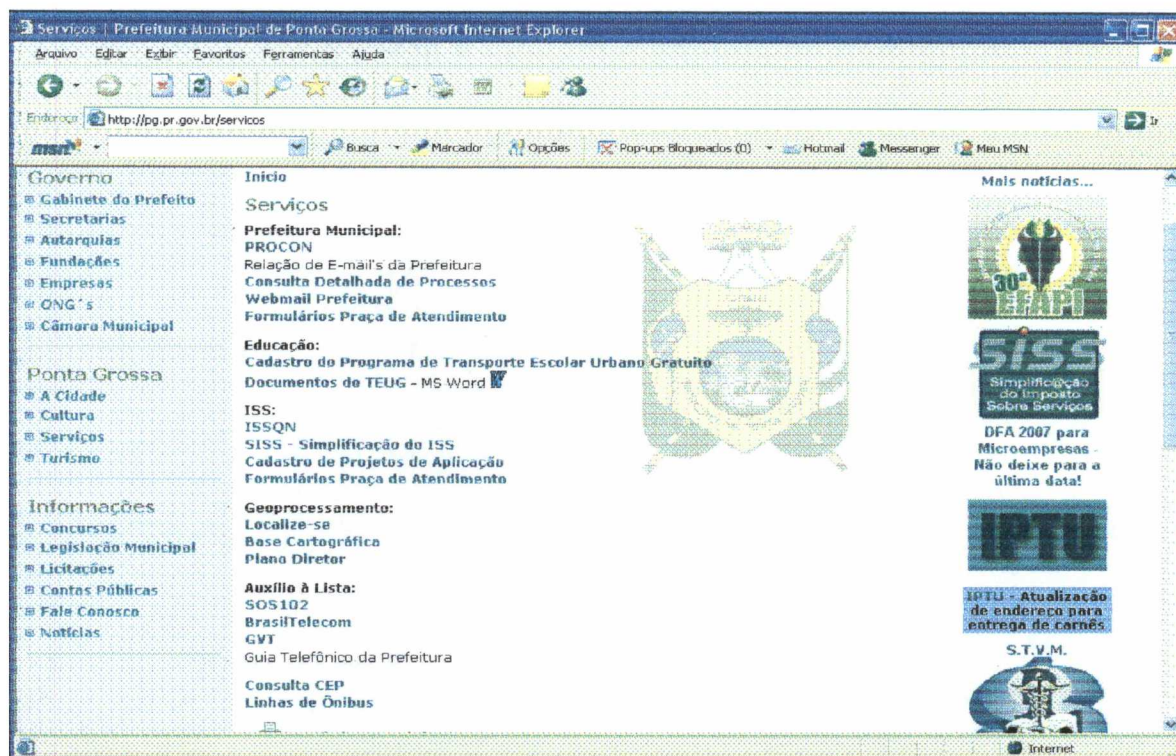 Serviços | Prefeitura Municipal de Ponta Grossa - Microsoft Internet Explorer
Arquivo Editar Exibir Favoritos Ferramentas Ajuda
Endereço http://pg.pr.gov.br/servicos Ir
msn Busca Marcador Opções Pop-ups Bloqueados (0) Hotmail Messenger Meu MSN
Governo
Gabinete do Prefeito
Secretarias
Autarquias
Fundações
Empresas
ONG´s
Câmara Municipal
Ponta Grossa
A Cidade
Cultura
Serviços
Turismo
Informações
Concursos
Legislação Municipal
Licitações
Contas Públicas
Fale Conosco
Notícias
Início
Serviços
Prefeitura Municipal:
PROCON
Relação de E-mail's da Prefeitura
Consulta Detalhada de Processos
Webmail Prefeitura
Formulários Praça de Atendimento
Educação:
Cadastro do Programa de Transporte Escolar Urbano Gratuito
Documentos do TEUG - MS Word
ISS:
ISSQN
SISS - Simplificação do ISS
Cadastro de Projetos de Aplicação
Formulários Praça de Atendimento
Geoprocessamento:
Localize-se
Base Cartográfica
Plano Diretor
Auxílio à Lista:
SOS102
BrasilTelecom
GVT
Guia Telefônico da Prefeitura
Consulta CEP
Linhas de Ônibus
Mais notícias...
30ª
EFAPI
SISS
Simplific@ção
do Imposto
Sobre Serviços
DFA 2007 para
Microempresas -
Não deixe para a
última data!
IPTU
IPTU - Atualização
de endereço para
entrega de carnês
S.T.V.M.
Internet